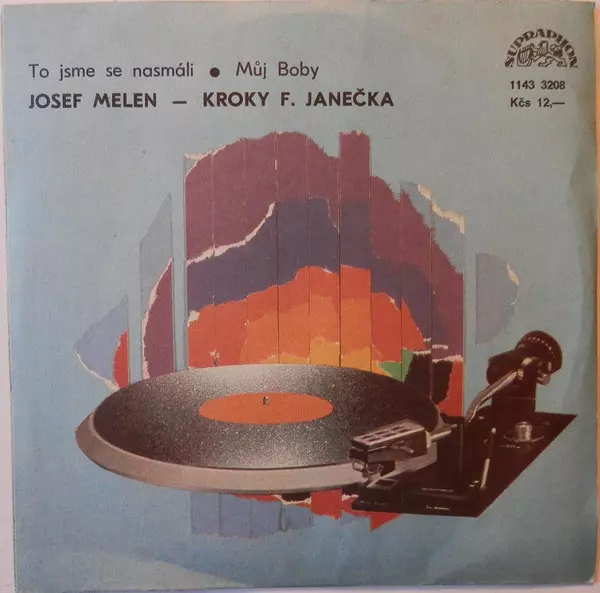 To jsme se nasmáli ● Můj Boby
JOSEF MELEN — KROKY F. JANEČKA
SUPRAPHON
1143 3208
Kčs 12,—